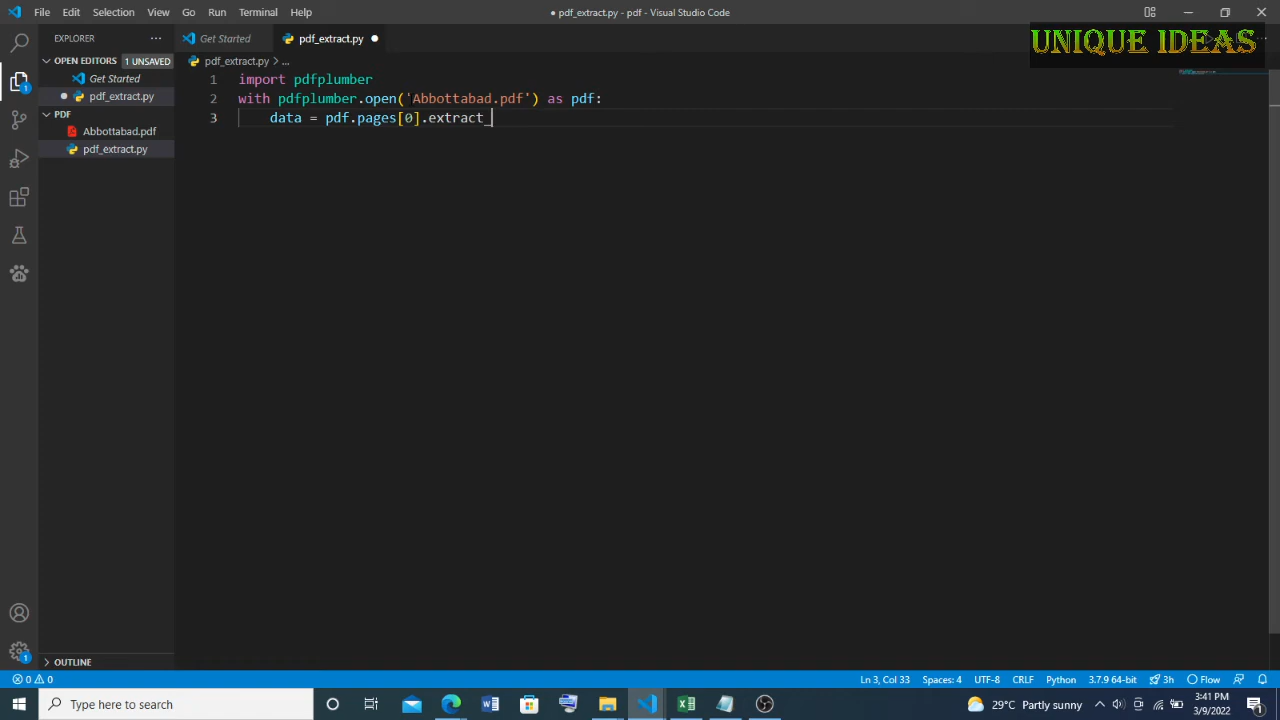 File Edit Selection View Go Run Terminal Help
● pdf_extract.py - pdf - Visual Studio Code
UNIQUE IDEAS
EXPLORER
Get Started
pdf_extract.py
OPEN EDITORS 1 UNSAVED
pdf_extract.py > ...
Get Started
pdf_extract.py
PDF
Abbottabad.pdf
pdf_extract.py
1 import pdfplumber
2 with pdfplumber.open('Abbottabad.pdf') as pdf:
3 data = pdf.pages[0].extract_
1
1
OUTLINE
0 0
Ln 3, Col 33 Spaces: 4 UTF-8 CRLF Python 3.7.9 64-bit 3h Flow
Type here to search
29°C Partly sunny
3:41 PM
3/9/2022
1